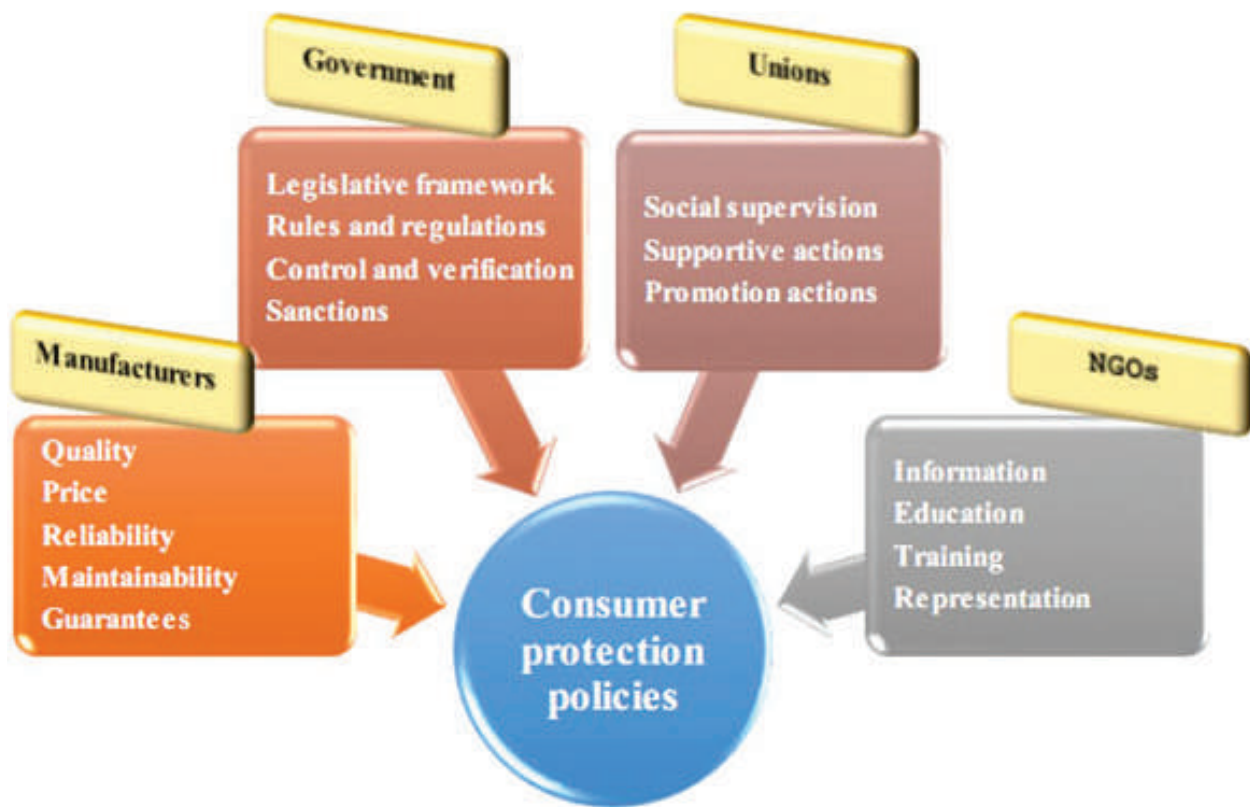 Government
Legislative framework
Rules and regulations
Control and verification
Sanctions
Unions
Social supervision
Supportive actions
Promotion actions
Manufacturers
Quality
Price
Reliability
Maintainability
Guarantees
NGOs
Information
Education
Training
Representation
Consumer
protection
policies